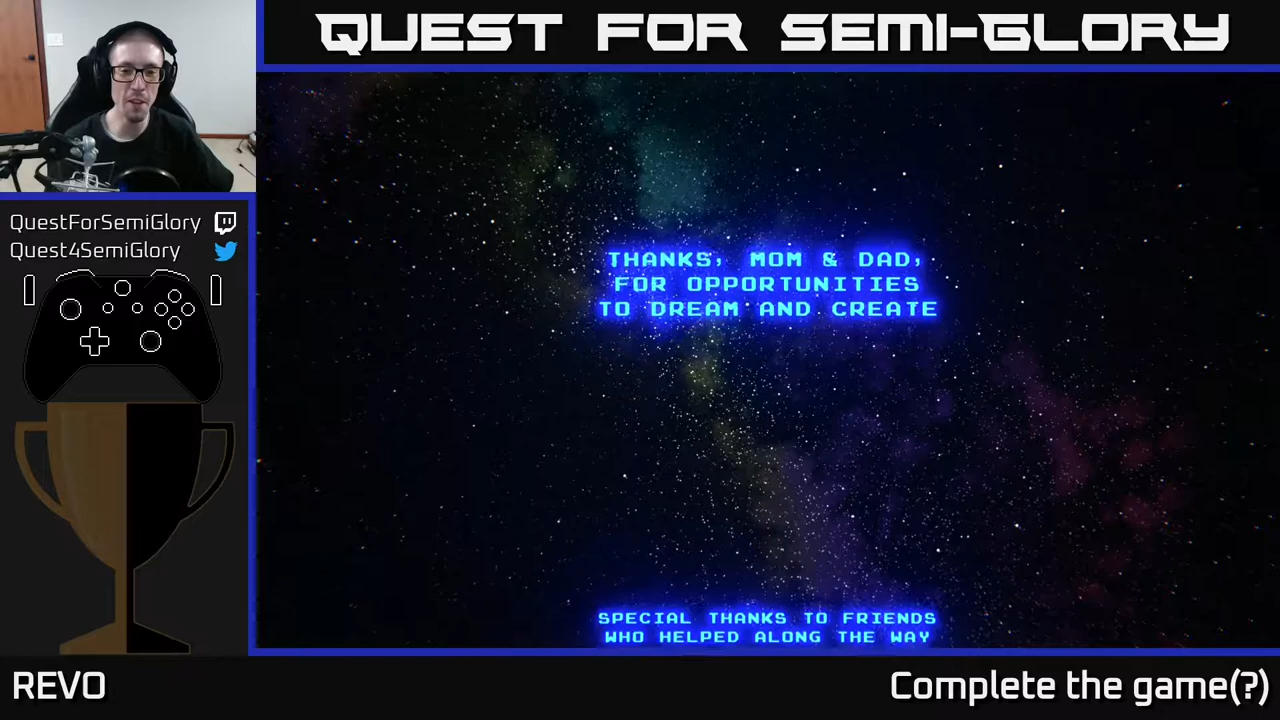 QUEST FOR SEMI-GLORY
QuestForSemiGlory
Quest4SemiGlory
THANKS, MOM & DAD,
FOR OPPORTUNITIES
TO DREAM AND CREATE
SPECIAL THANKS TO FRIENDS
WHO HELPED ALONG THE WAY
REVO
Complete the game(?)